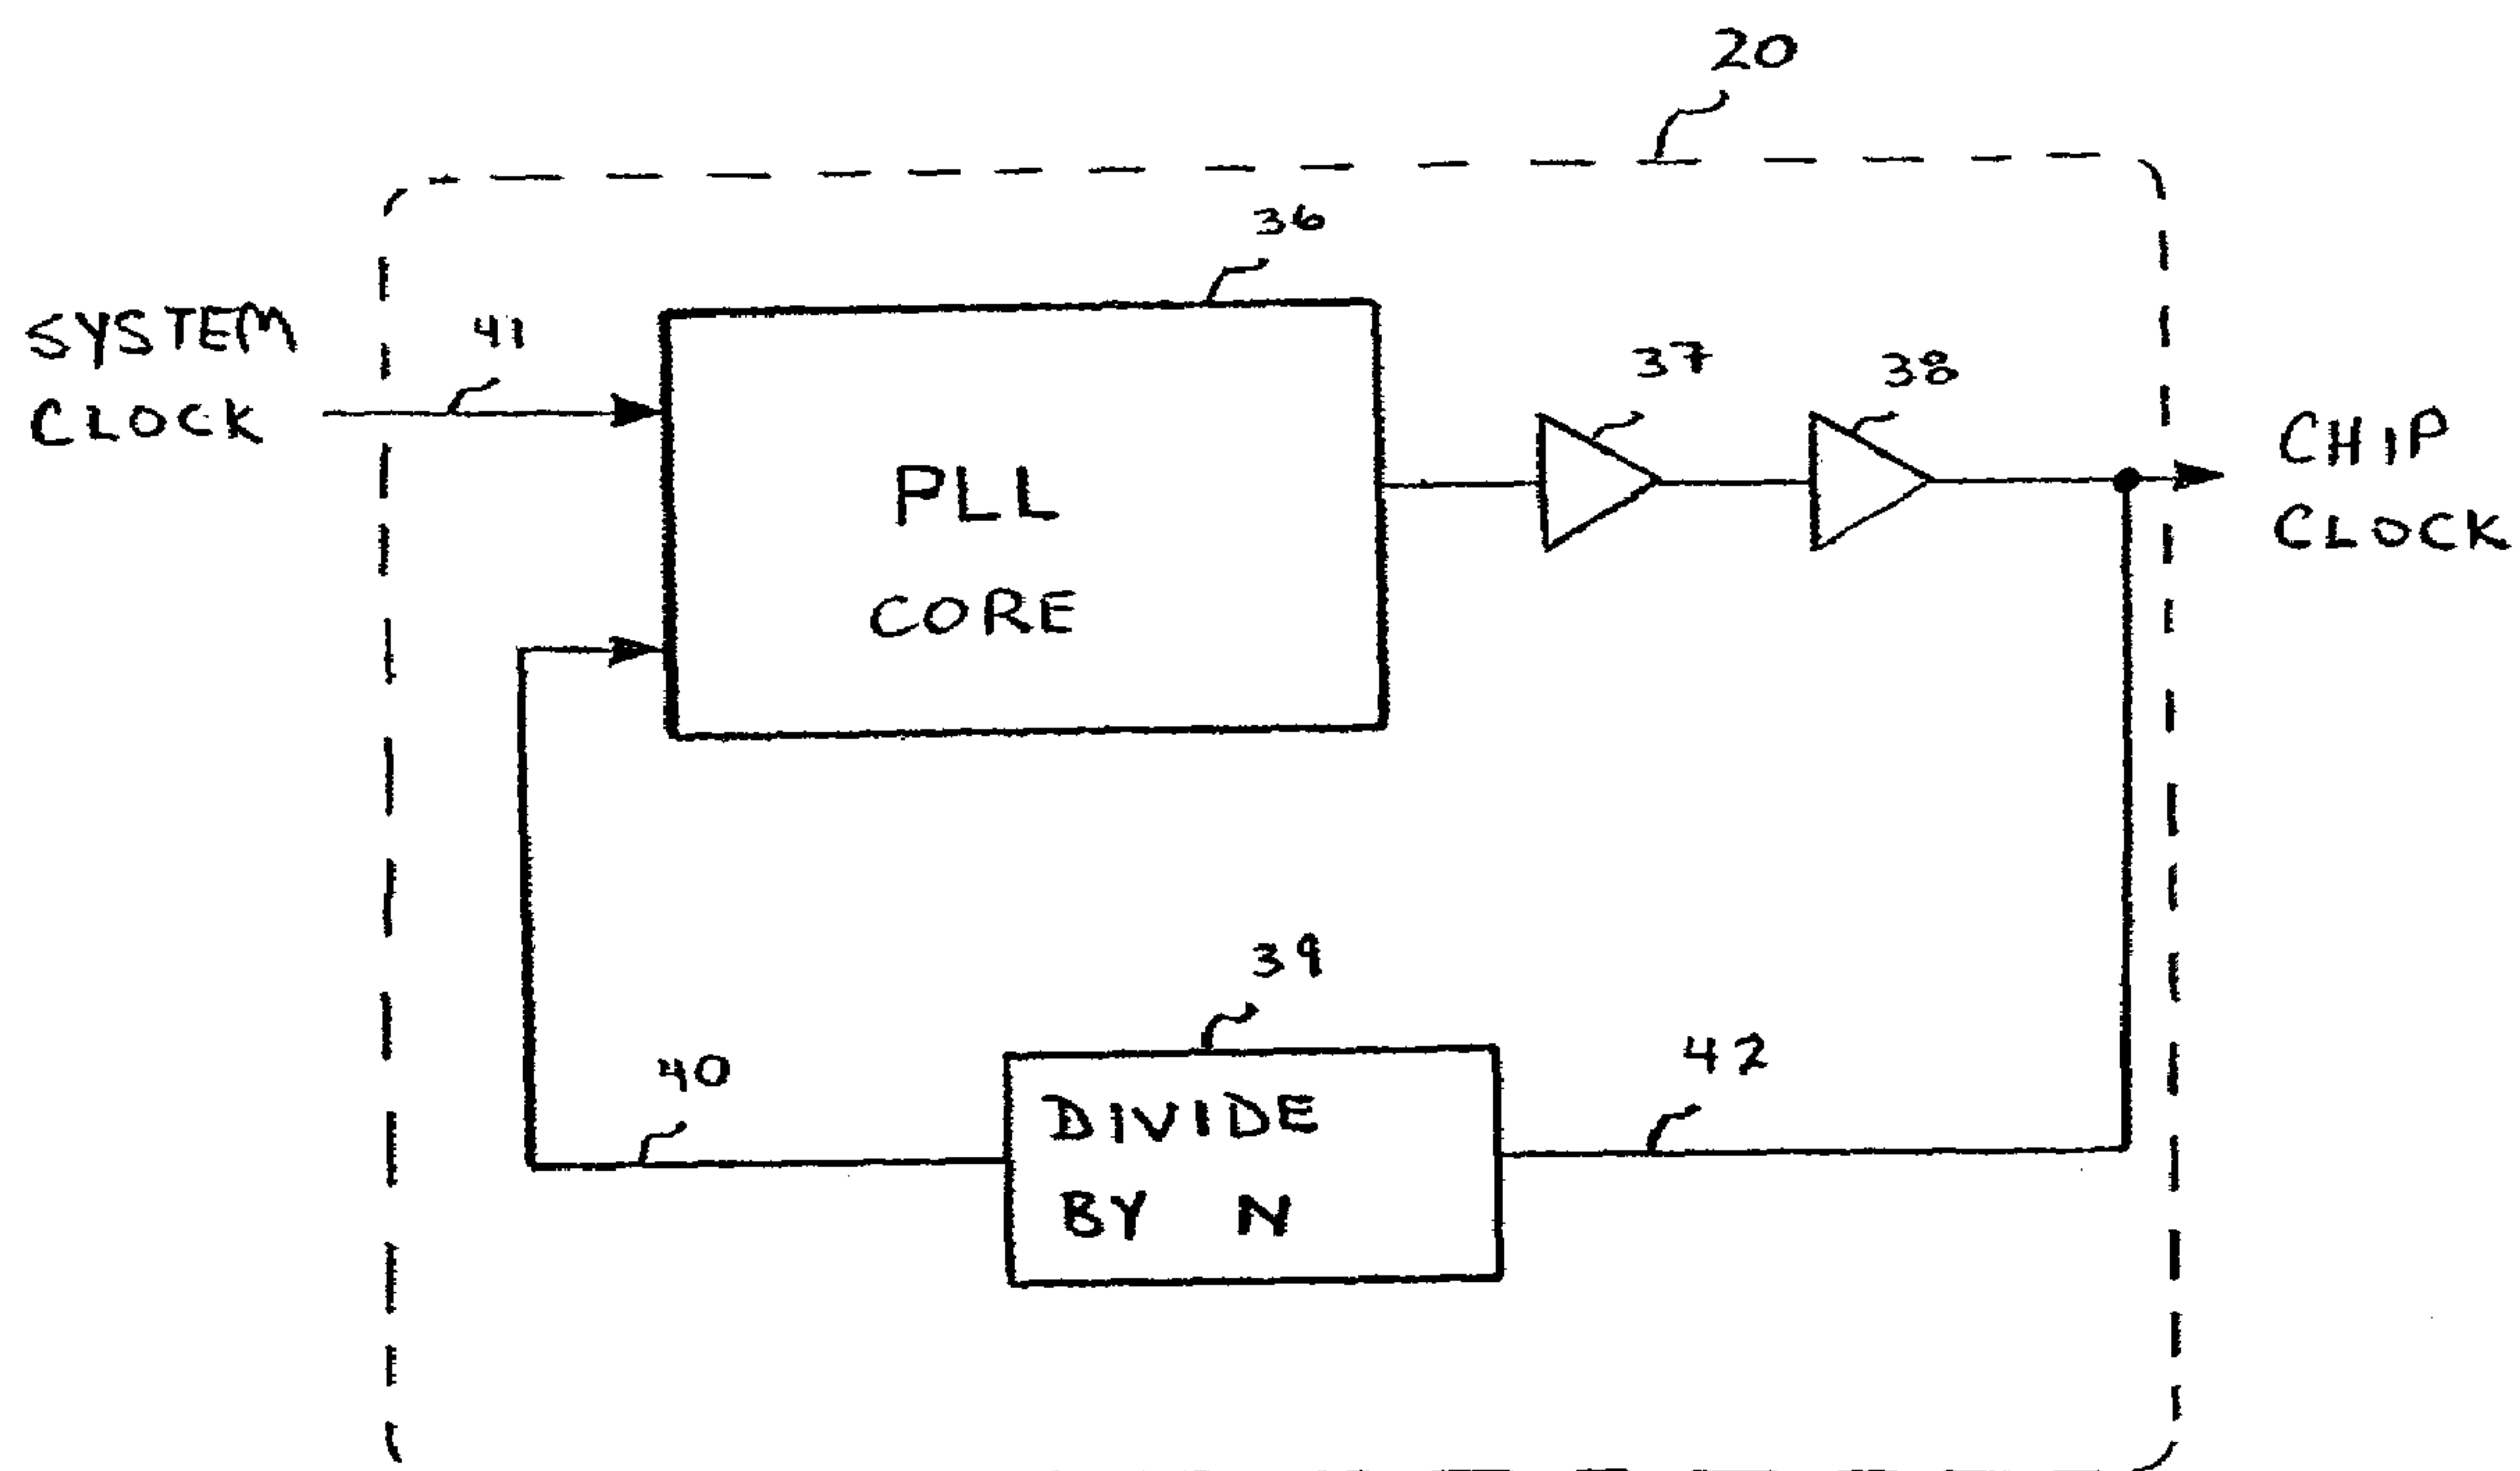 20
36
SYSTEM
CLOCK
41
37
38
CHIP
CLOCK
PLL
CORE
39
40
42
DIVIDE
BY N